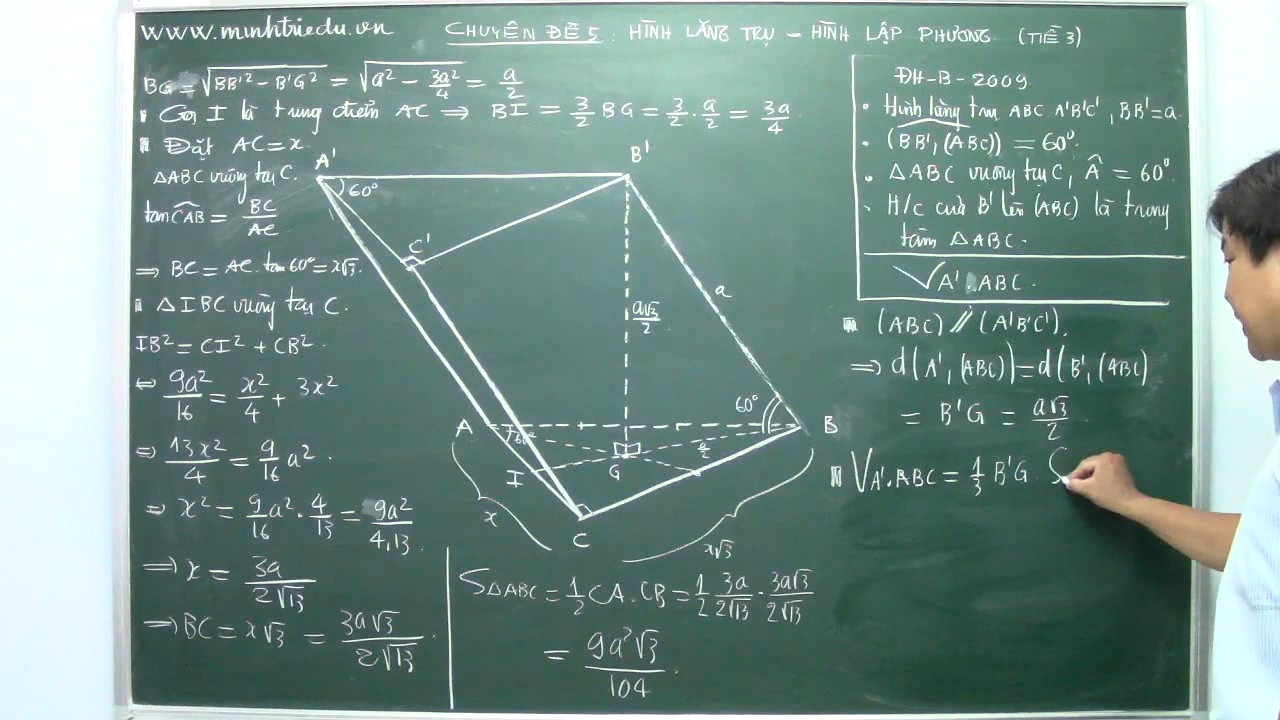 www.minhtriedu.vn
CHUYÊN ĐỀ 5: HÌNH LĂNG TRỤ – HÌNH LẬP PHƯƠNG (TIẾ 3)
BG = √(BB'² − B'G²) = √(a² − 3a²/4) = a/2
Gọi I là trung điểm AC ⇒ BI = 3/2 BG = 3/2 . a/2 = 3a/4
Đặt AC = x.
ΔABC vuông tại C.
tan CAB = BC/AC
⇒ BC = AC . tan 60° = x√3.
ΔIBC vuông tại C.
IB² = CI² + CB².
⇔ 9a²/16 = x²/4 + 3x²
⇒ 13x²/4 = 9/16 a².
⇒ x² = 9/16 a² . 4/13 = 9a²/4.13.
⇒ x = 3a/2√13
⇒ BC = x√3 = 3a√3/2√13.
A'
B'
60°
C'
a
a√3/2
60°
A
B
60°
a/2
I
G
x
C
x√3
SΔABC = 1/2 CA . CB = 1/2 3a/2√13 . 3a√3/2√13
= 9a²√3/104.
ĐH-B-2009
Hình lăng trụ ABC A'B'C', BB' = a
(BB', (ABC)) = 60°.
ΔABC vuông tại C, Â = 60°.
H/c của B' lên (ABC) là trọng
tâm ΔABC.
V A'.ABC.
(ABC) // (A'B'C').
⇒ d(A', (ABC)) = d(B', (ABC)
= B'G = a√3/2.
V A'.ABC = 1/3 B'G . S